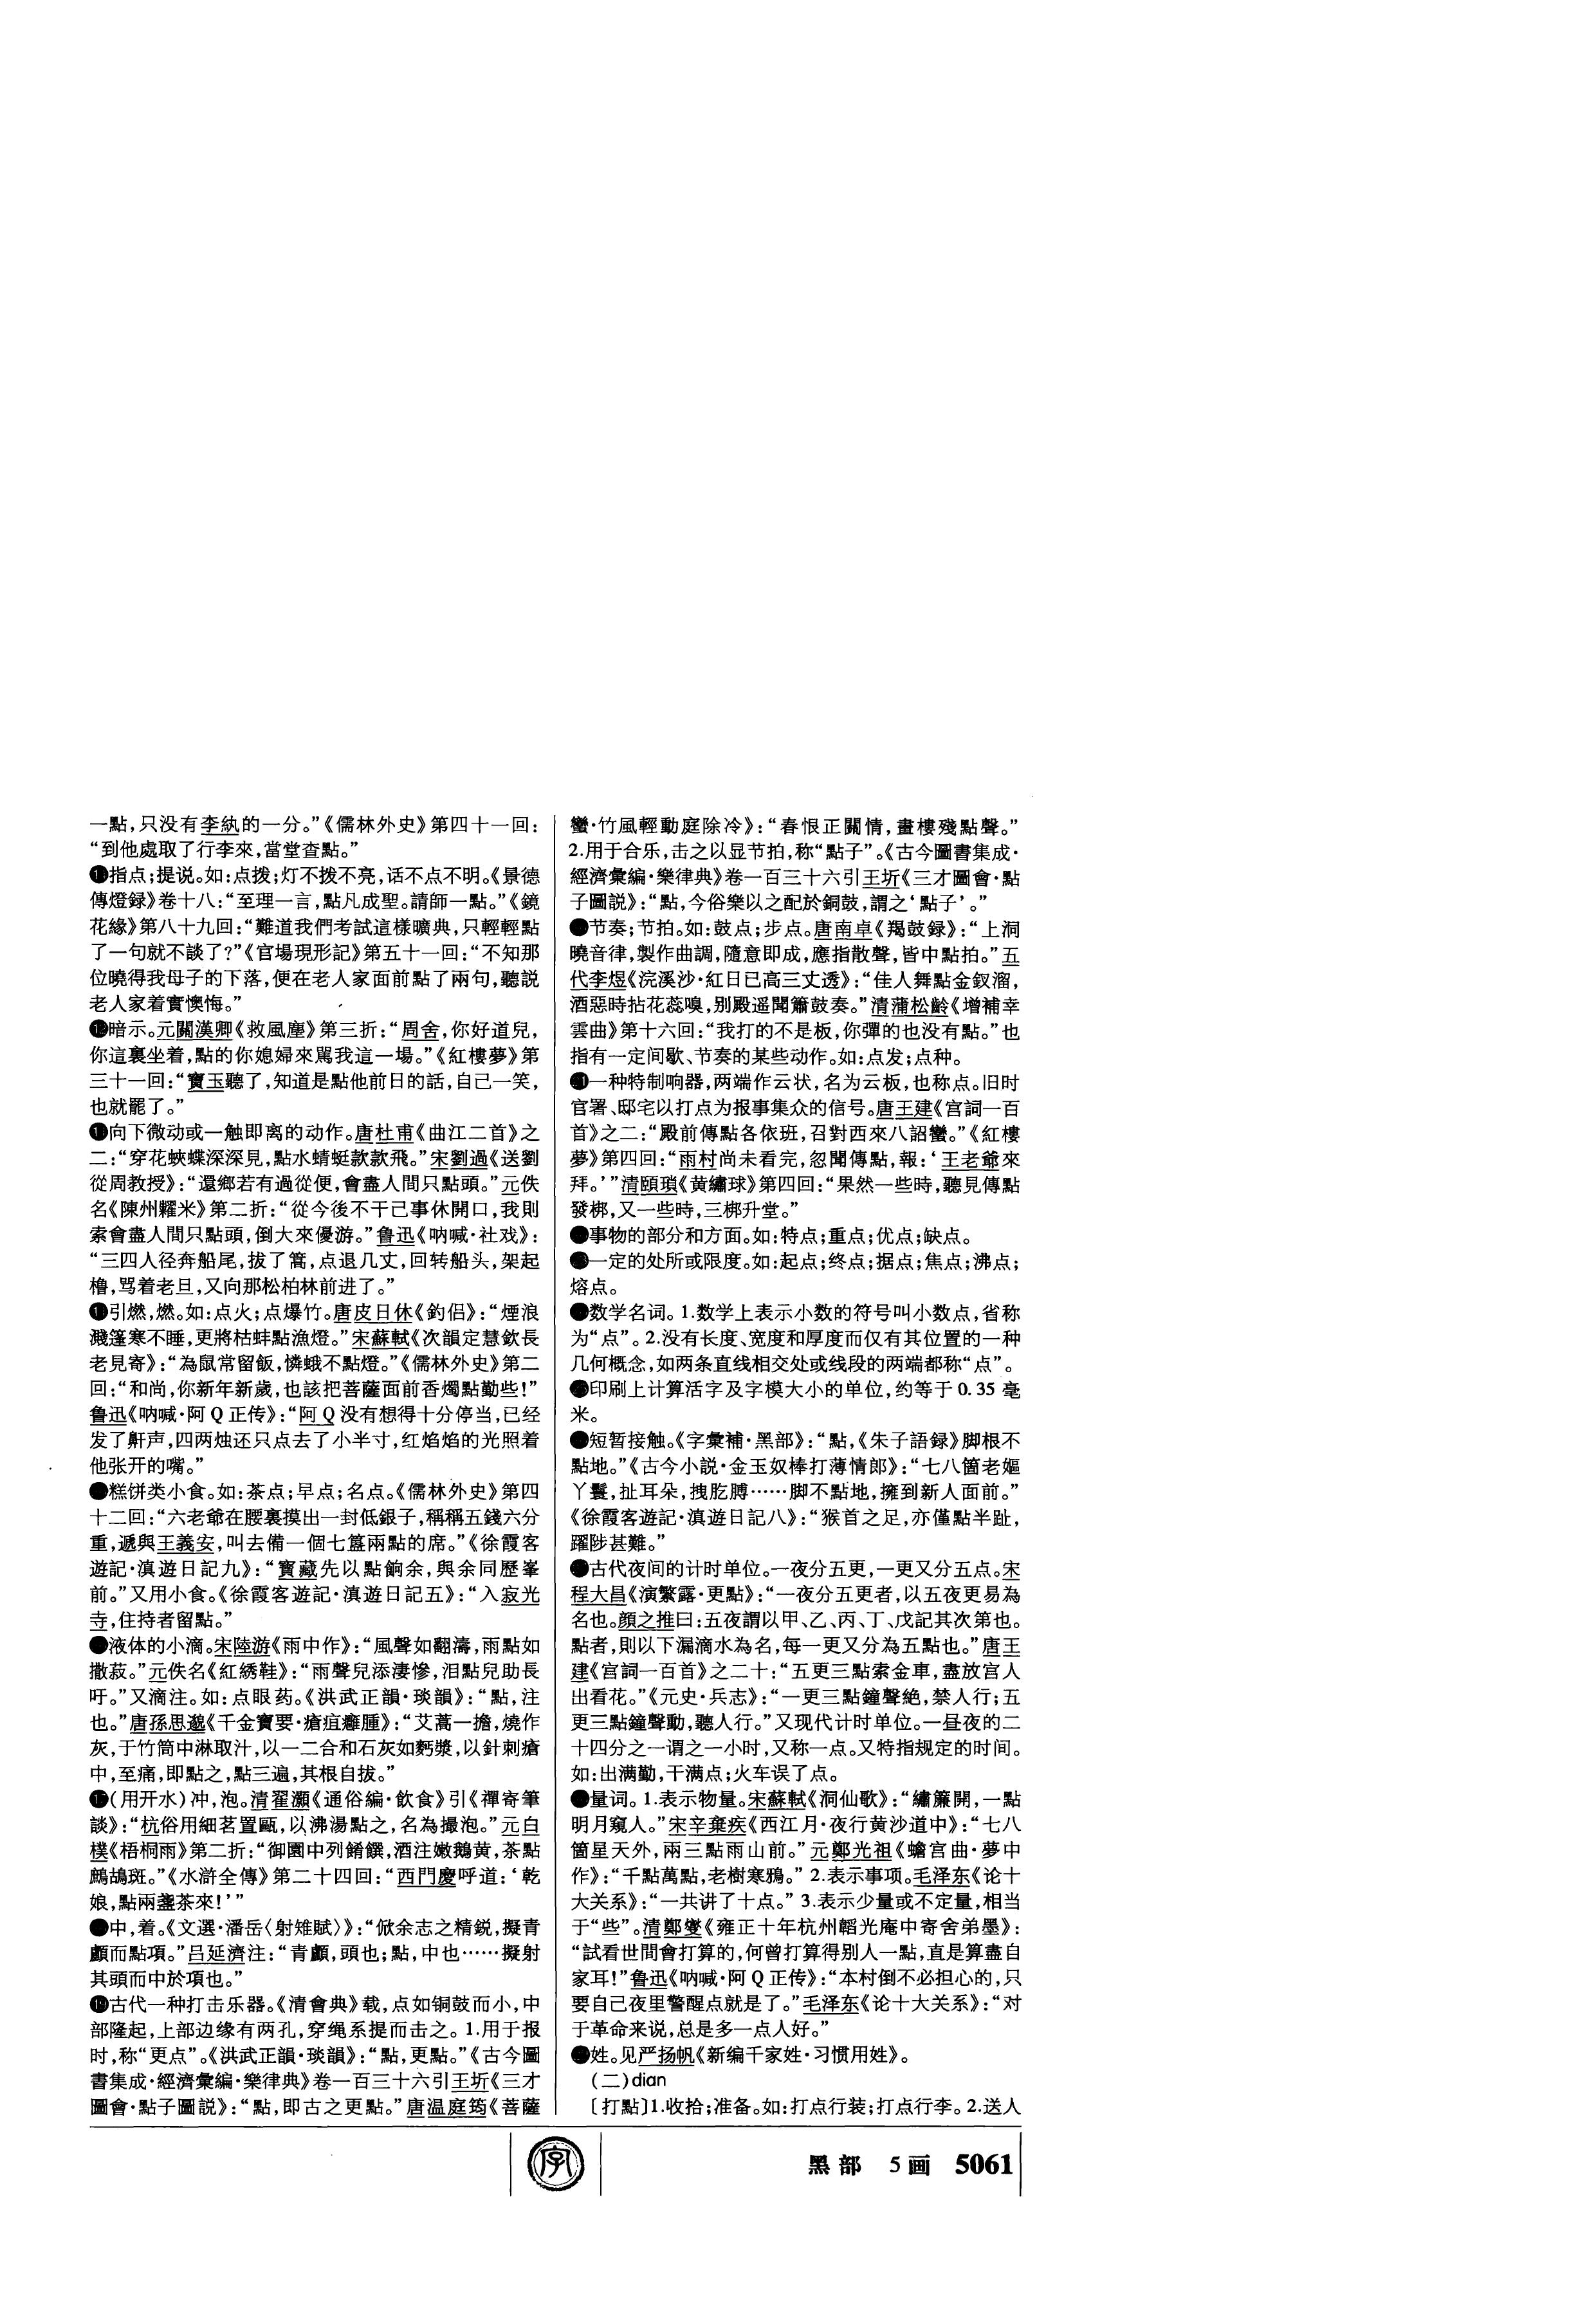 一點，只没有李紈的一分。”《儒林外史》第四十一回：
“到他處取了行李來，當堂查點。”
指点；提说。如：点拨；灯不拨不亮，话不点不明。《景德
傳燈録》卷十八：“至理一言，點凡成聖。請師一點。”《鏡
花緣》第八十九回：“難道我們考試這樣曠典，只輕輕點
了一句就不談了？”《官場現形記》第五十一回：“不知那
位曉得我母子的下落，便在老人家面前點了兩句，聽説
老人家着實懊悔。”
暗示。元關漢卿《救風塵》第三折：“周舍，你好道兒，
你這裏坐着，點的你媳婦來駡我這一場。”《紅樓夢》第
三十一回：“寶玉聽了，知道是點他前日的話，自己一笑，
也就罷了。”
向下微动或一触即离的动作。唐杜甫《曲江二首》之
二：“穿花蛺蝶深深見，點水蜻蜓款款飛。”宋劉過《送劉
從周教授》：“還鄉若有過從便，會盡人間只點頭。”元佚
名《陳州糶米》第二折：“從今後不干己事休開口，我則
索會盡人間只點頭，倒大來優游。”鲁迅《呐喊·社戏》：
“三四人径奔船尾，拔了篙，点退几丈，回转船头，架起
橹，骂着老旦，又向那松柏林前进了。”
引燃，燃。如：点火；点爆竹。唐皮日休《釣侣》：“煙浪
濺篷寒不睡，更將枯蚌點漁燈。”宋蘇軾《次韻定慧欽長
老見寄》：“為鼠常留飯，憐蛾不點燈。”《儒林外史》第二
回：“和尚，你新年新歲，也該把菩薩面前香燭點勤些！”
鲁迅《呐喊·阿Q正传》：“阿Q没有想得十分停当，已经
发了鼾声，四两烛还只点去了小半寸，红焰焰的光照着
他张开的嘴。”
糕饼类小食。如：茶点；早点；名点。《儒林外史》第四
十二回：“六老爺在腰裏摸出一封低銀子，稱稱五錢六分
重，遞與王義安，叫去備一個七簋兩點的席。”《徐霞客
遊記·滇遊日記九》：“寶藏先以點餉余，與余同歷峯
前。”又用小食。《徐霞客遊記·滇遊日記五》：“入寂光
寺，住持者留點。”
液体的小滴。宋陸游《雨中作》：“風聲如翻濤，雨點如
撒菽。”元佚名《紅綉鞋》：“雨聲兒添淒慘，泪點兒助長
吁。”又滴注。如：点眼药。《洪武正韻·琰韻》：“點，注
也。”唐孫思邈《千金寶要·瘡疽癰腫》：“艾蒿一擔，燒作
灰，于竹筒中淋取汁，以一二合和石灰如麪漿，以針刺瘡
中，至痛，即點之，點三遍，其根自拔。”
（用开水）冲，泡。清翟灝《通俗編·飲食》引《禪寄筆
談》：“杭俗用細茗置甌，以沸湯點之，名為撮泡。”元白
樸《梧桐雨》第二折：“御園中列餚饌，酒注嫩鵝黄，茶點
鷓鴣斑。”《水滸全傳》第二十四回：“西門慶呼道：‘乾
娘，點兩盞茶來！’”
中，着。《文選·潘岳〈射雉賦〉》：“倣余志之精鋭，擬青
顱而點項。”吕延濟注：“青顱，頭也；點，中也……擬射
其頭而中於項也。”
古代一种打击乐器。《清會典》载，点如铜鼓而小，中
部隆起，上部边缘有两孔，穿绳系提而击之。1.用于报
时，称“更点”。《洪武正韻·琰韻》：“點，更點。”《古今圖
書集成·經濟彙編·樂律典》卷一百三十六引王圻《三才
圖會·點子圖説》：“點，即古之更點。”唐温庭筠《菩薩
蠻·竹風輕動庭除冷》：“春恨正關情，畫樓殘點聲。”
2.用于合乐，击之以显节拍，称“點子”。《古今圖書集成·
經濟彙編·樂律典》卷一百三十六引王圻《三才圖會·點
子圖説》：“點，今俗樂以之配於銅鼓，謂之‘點子’。”
节奏；节拍。如：鼓点；步点。唐南卓《羯鼓録》：“上洞
曉音律，製作曲調，隨意即成，應指散聲，皆中點拍。”五
代李煜《浣溪沙·紅日已高三丈透》：“佳人舞點金釵溜，
酒惡時拈花蕊嗅，别殿遥聞簫鼓奏。”清蒲松齡《增補幸
雲曲》第十六回：“我打的不是板，你彈的也没有點。”也
指有一定间歇、节奏的某些动作。如：点发；点种。
一种特制响器，两端作云状，名为云板，也称点。旧时
官署、邸宅以打点为报事集众的信号。唐王建《宫詞一百
首》之二：“殿前傳點各依班，召對西來八詔蠻。”《紅樓
夢》第四回：“雨村尚未看完，忽聞傳點，報：‘王老爺來
拜。’”清頤瑣《黄繡球》第四回：“果然一些時，聽見傳點
發梆，又一些時，三梆升堂。”
事物的部分和方面。如：特点；重点；优点；缺点。
一定的处所或限度。如：起点；终点；据点；焦点；沸点；
熔点。
数学名词。1.数学上表示小数的符号叫小数点，省称
为“点”。2.没有长度、宽度和厚度而仅有其位置的一种
几何概念，如两条直线相交处或线段的两端都称“点”。
印刷上计算活字及字模大小的单位，约等于0.35毫
米。
短暂接触。《字彙補·黑部》：“點，《朱子語録》脚根不
點地。”《古今小説·金玉奴棒打薄情郎》：“七八箇老嫗
丫鬟，扯耳朵，拽肐膊……脚不點地，擁到新人面前。”
《徐霞客遊記·滇遊日記八》：“猴首之足，亦僅點半趾，
躍陟甚難。”
古代夜间的计时单位。一夜分五更，一更又分五点。宋
程大昌《演繁露·更點》：“一夜分五更者，以五夜更易為
名也。顔之推曰：五夜謂以甲、乙、丙、丁、戊記其次第也。
點者，則以下漏滴水為名，每一更又分為五點也。”唐王
建《宫詞一百首》之二十：“五更三點索金車，盡放宫人
出看花。”《元史·兵志》：“一更三點鐘聲絶，禁人行；五
更三點鐘聲動，聽人行。”又现代计时单位。一昼夜的二
十四分之一谓之一小时，又称一点。又特指规定的时间。
如：出满勤，干满点；火车误了点。
量词。1.表示物量。宋蘇軾《洞仙歌》：“繡簾開，一點
明月窺人。”宋辛棄疾《西江月·夜行黄沙道中》：“七八
箇星天外，兩三點雨山前。”元鄭光祖《蟾宫曲·夢中
作》：“千點萬點，老樹寒鴉。”2.表示事项。毛泽东《论十
大关系》：“一共讲了十点。”3.表示少量或不定量，相当
于“些”。清鄭燮《雍正十年杭州韜光庵中寄舍弟墨》：
“試看世間會打算的，何曾打算得别人一點，直是算盡自
家耳！”鲁迅《呐喊·阿Q正传》：“本村倒不必担心的，只
要自己夜里警醒点就是了。”毛泽东《论十大关系》：“对
于革命来说，总是多一点人好。”
姓。见严扬帆《新编千家姓·习惯用姓》。
（二）dian
〔打點〕1.收拾；准备。如：打点行装；打点行李。2.送人
字
黑部 5画 5061